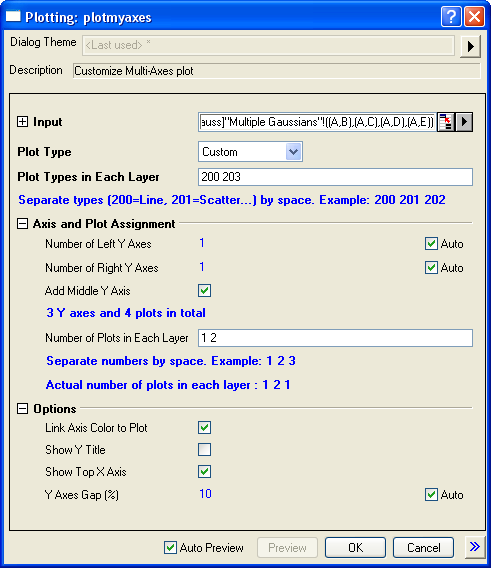 Plotting: plotmyaxes
Dialog Theme <Last used> *
Description Customize Multi-Axes plot
Input auss]"Multiple Gaussians"!((A,B),(A,C),(A,D),(A,E))
Plot Type Custom
Plot Types in Each Layer 200 203
Separate types (200=Line, 201=Scatter...) by space. Example: 200 201 202
Axis and Plot Assignment
Number of Left Y Axes 1 Auto
Number of Right Y Axes 1 Auto
Add Middle Y Axis
3 Y axes and 4 plots in total
Number of Plots in Each Layer 1 2
Separate numbers by space. Example: 1 2 3
Actual number of plots in each layer : 1 2 1
Options
Link Axis Color to Plot
Show Y Title
Show Top X Axis
Y Axes Gap (%) 10 Auto
Auto Preview Preview OK Cancel